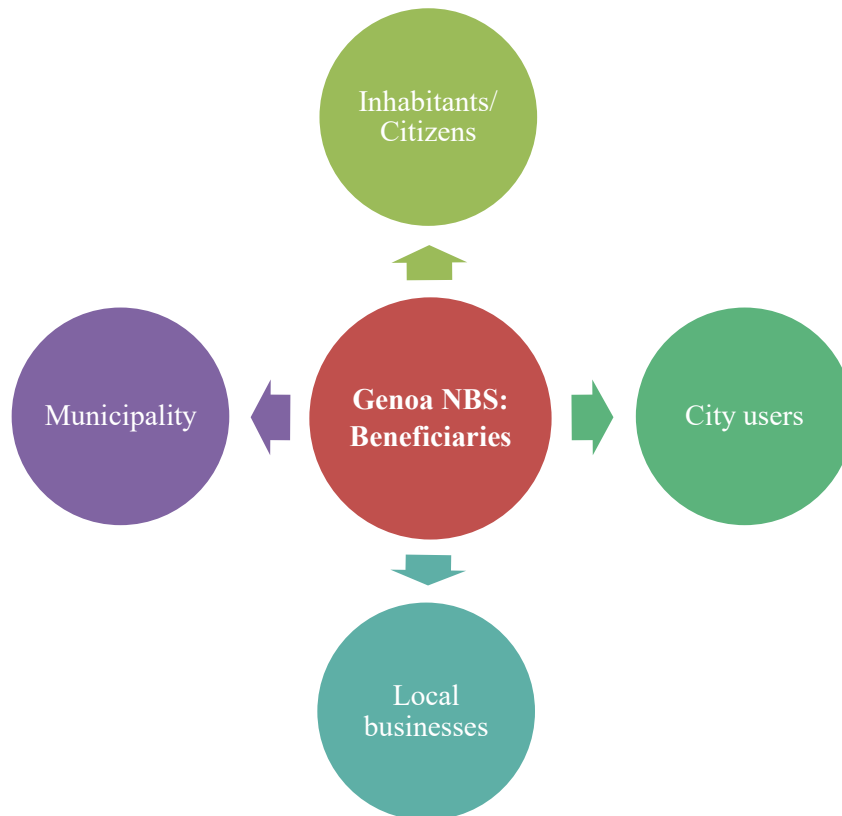 Inhabitants/
Citizens
Municipality
Genoa NBS:
Beneficiaries
City users
Local
businesses